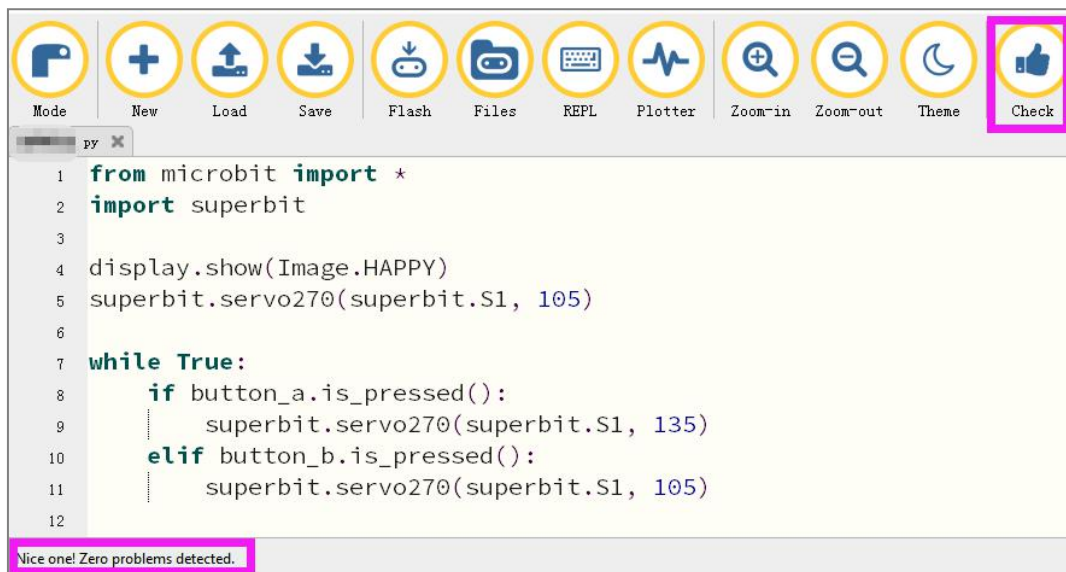 Mode New Load Save Flash Files REPL Plotter Zoom-in Zoom-out Theme Check
py
1 from microbit import *
2 import superbit
3
4 display.show(Image.HAPPY)
5 superbit.servo270(superbit.S1, 105)
6
7 while True:
8 if button_a.is_pressed():
9 superbit.servo270(superbit.S1, 135)
10 elif button_b.is_pressed():
11 superbit.servo270(superbit.S1, 105)
12
Nice one! Zero problems detected.